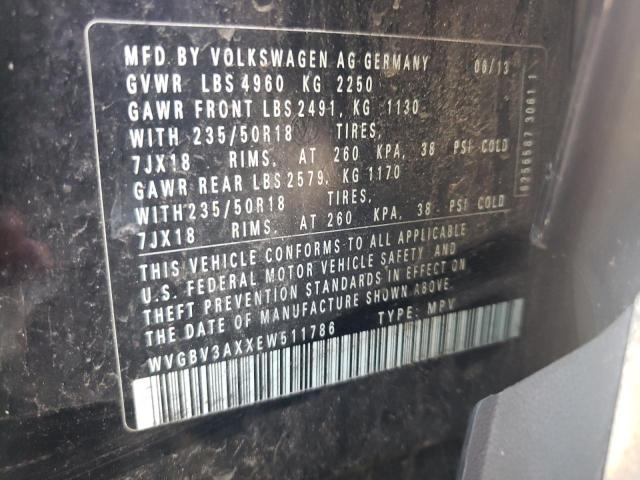 MFD BY VOLKSWAGEN AG GERMANY 06/13
GVWR LBS 4960 KG 2250
GAWR FRONT LBS 2491, KG 1130
WITH 235/50R18 TIRES,
7JX18 RIMS, AT 260 KPA, 38 PSI COLD
GAWR REAR LBS 2579, KG 1170
WITH 235/50R18 TIRES,
7JX18 RIMS, AT 260 KPA, 38 PSI COLD
THIS VEHICLE CONFORMS TO ALL APPLICABLE
U.S. FEDERAL MOTOR VEHICLE SAFETY AND
THEFT PREVENTION STANDARDS IN EFFECT ON
THE DATE OF MANUFACTURE SHOWN ABOVE.
WVGBV3AXXEW511786 TYPE: MPV
0256587 3061 1